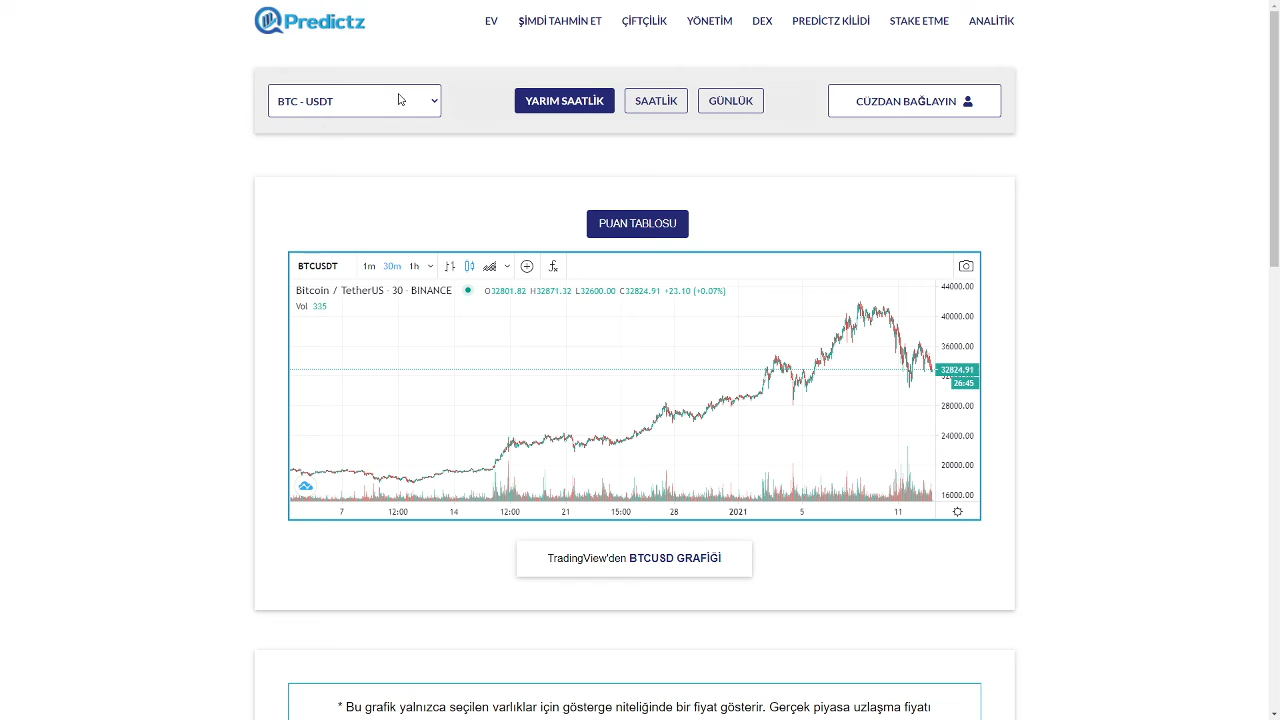 Predictz
EV ŞİMDİ TAHMİN ET ÇİFTÇİLİK YÖNETİM DEX PREDİCTZ KİLİDİ STAKE ETME ANALİTİK
BTC - USDT YARIM SAATLİK SAATLİK GÜNLÜK CÜZDAN BAĞLAYIN
PUAN TABLOSU
BTCUSDT 1m 30m 1h
Bitcoin / TetherUS · 30 · BINANCE O32801.82 H32871.32 L32600.00 C32824.91 +23.10 (+0.07%)
Vol 335
44000.00
40000.00
36000.00
32824.91
26:45
28000.00
24000.00
20000.00
16000.00
7 12:00 14 12:00 21 15:00 28 2021 5 11
TradingView'den BTCUSD GRAFİĞİ
* Bu grafik yalnızca seçilen varlıklar için gösterge niteliğinde bir fiyat gösterir. Gerçek piyasa uzlaşma fiyatı